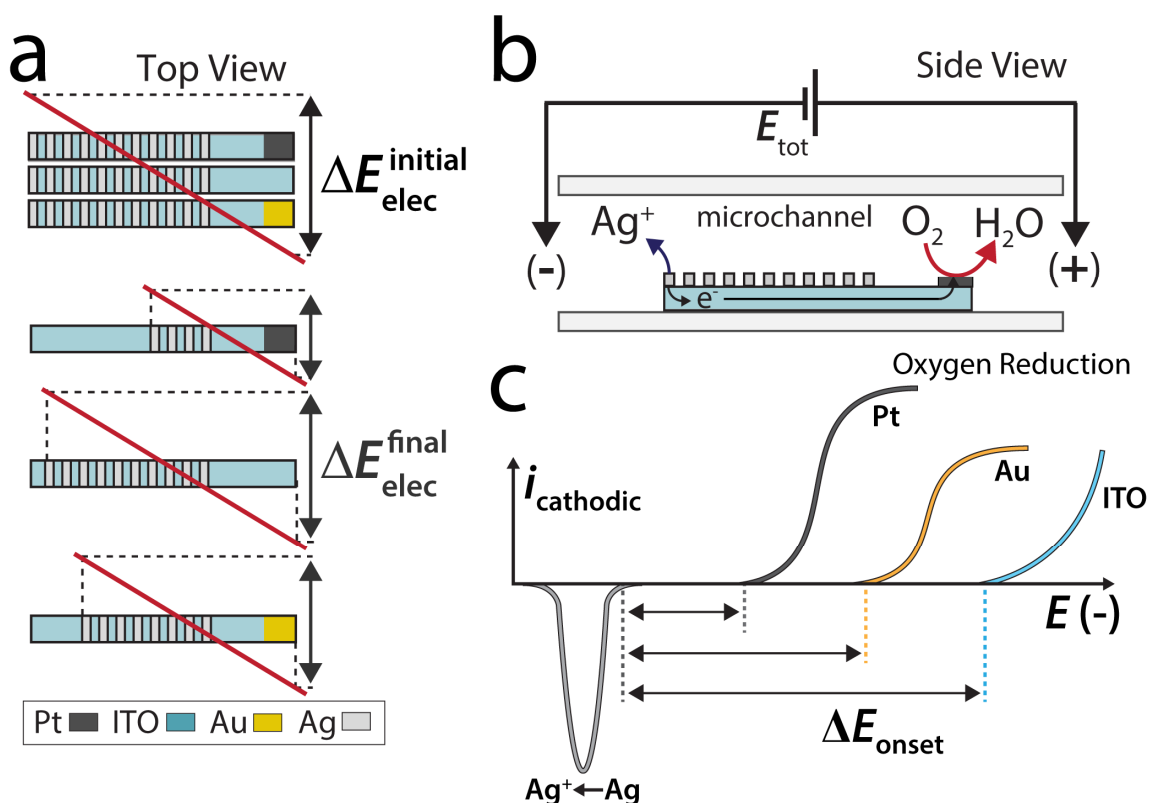 a
Top View
ΔE initial elec
ΔE final elec
Pt ITO Au Ag
b
Side View
E tot
Ag⁺
microchannel
O₂
H₂O
(-)
(+)
e⁻
c
Oxygen Reduction
Pt
Au
ITO
i cathodic
E (-)
ΔE onset
Ag⁺←Ag